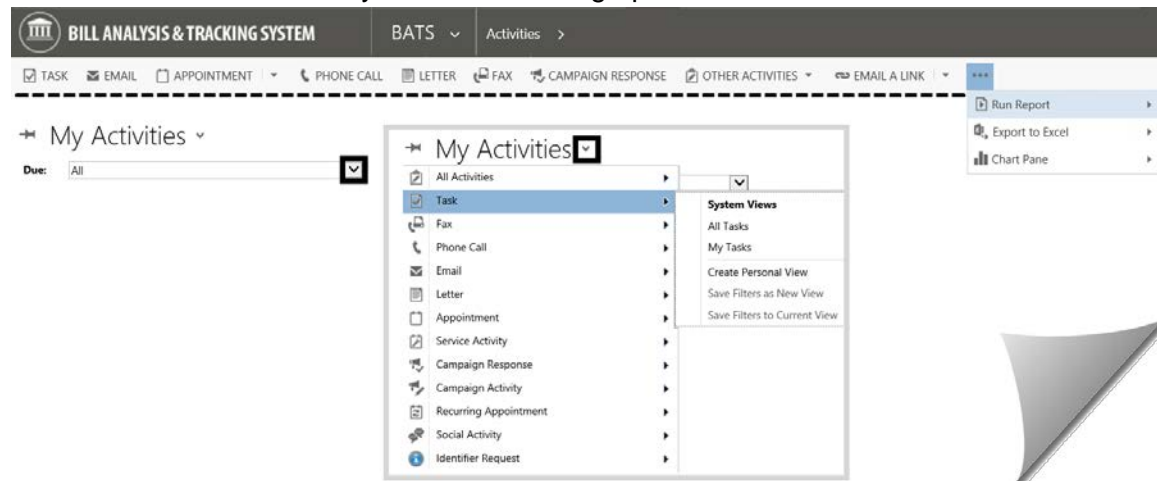 BILL ANALYSIS & TRACKING SYSTEM BATS Activities >
TASK EMAIL APPOINTMENT PHONE CALL LETTER FAX CAMPAIGN RESPONSE OTHER ACTIVITIES EMAIL A LINK ...
Run Report
Export to Excel
Chart Pane
My Activities
Due: All
My Activities
All Activities
Task
Fax
Phone Call
Email
Letter
Appointment
Service Activity
Campaign Response
Campaign Activity
Recurring Appointment
Social Activity
Identifier Request
System Views
All Tasks
My Tasks
Create Personal View
Save Filters as New View
Save Filters to Current View